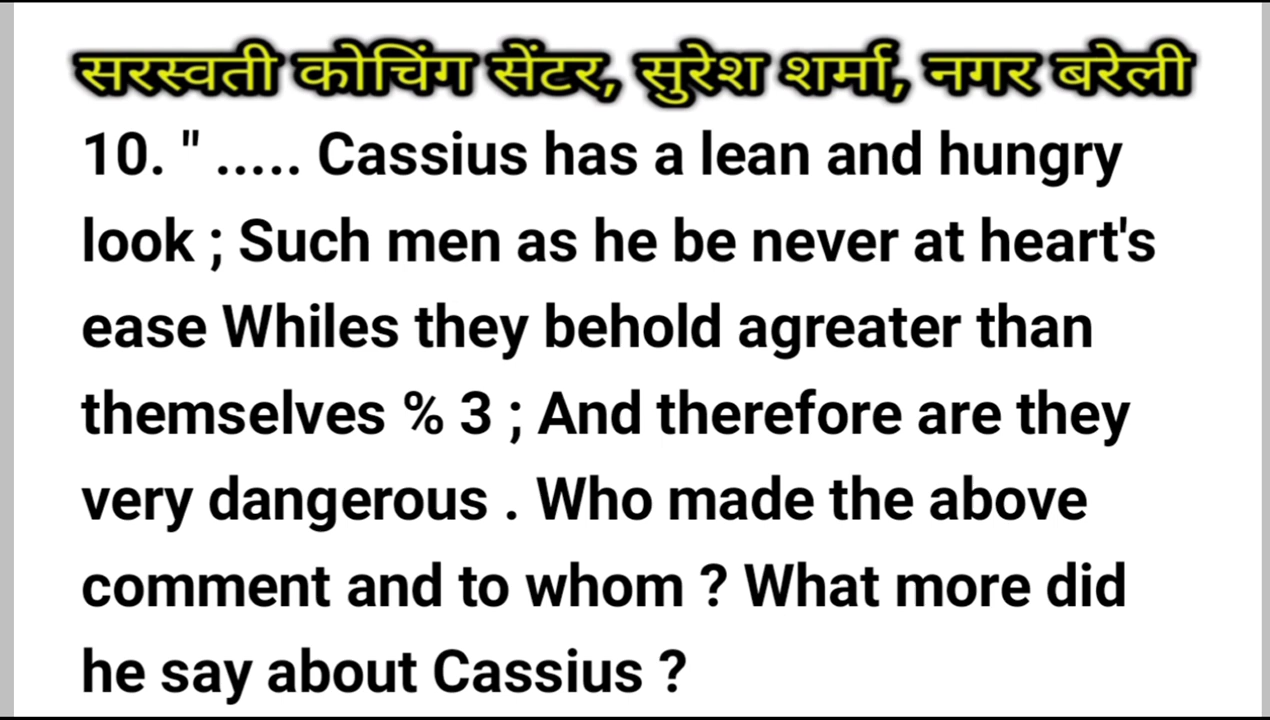 सरस्वती कोचिंग सेंटर, सुरेश शर्मा, नगर बरेली
10. " ..... Cassius has a lean and hungry
look ; Such men as he be never at heart's
ease Whiles they behold agreater than
themselves % 3 ; And therefore are they
very dangerous . Who made the above
comment and to whom ? What more did
he say about Cassius ?